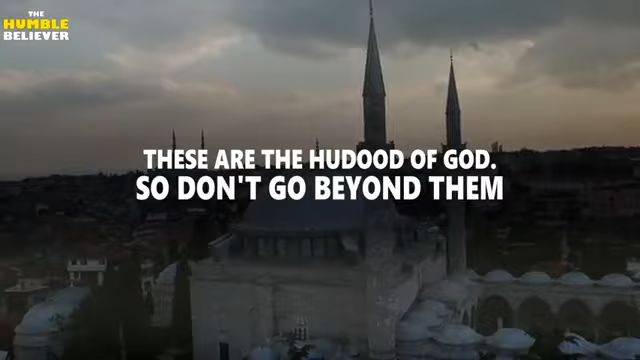 THE
HUMBLE
BELIEVER
THESE ARE THE HUDOOD OF GOD.
SO DON'T GO BEYOND THEM